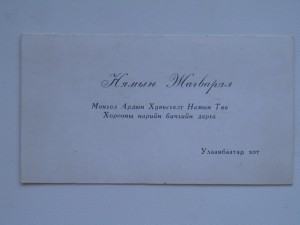 Нямын Жагварал
Монгол Ардын Хувьсгалт Намын Төв
Хорооны нарийн бичгийн дарга
Улаанбаатар хот